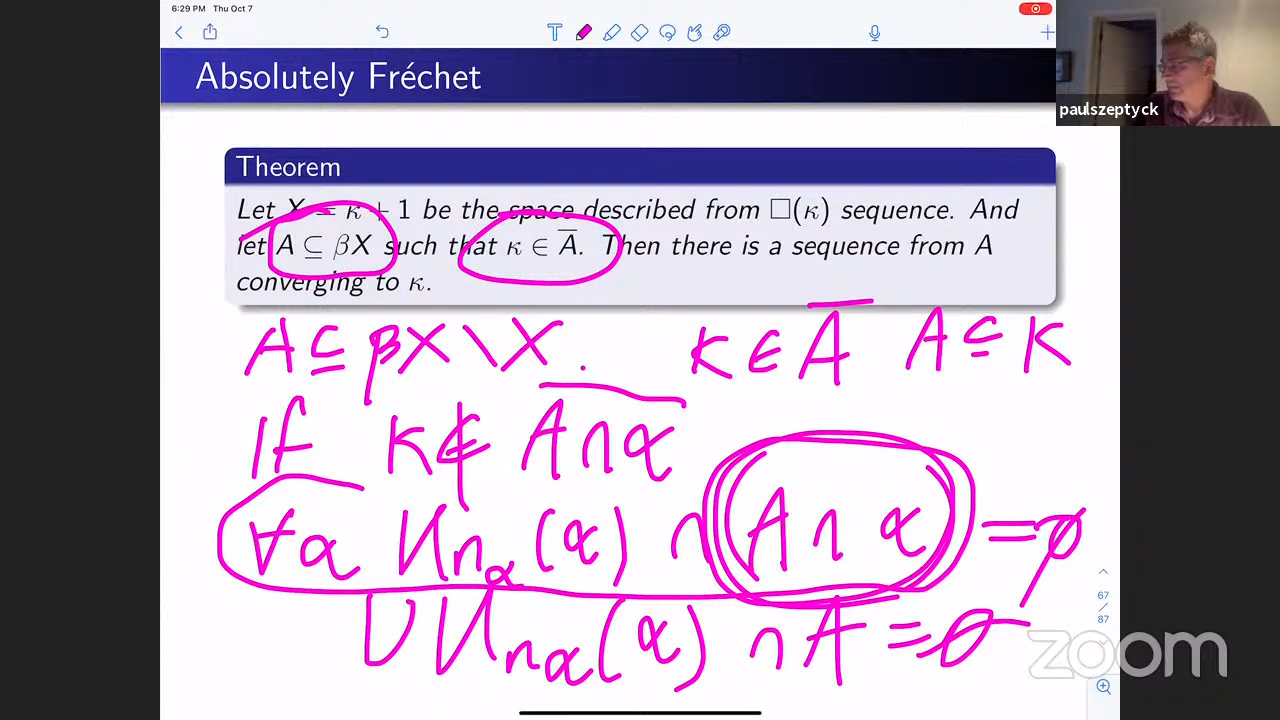 6:29 PM Thu Oct 7
Absolutely Fréchet
paulszeptyck
Theorem
Let X = κ + 1 be the space described from □(κ) sequence. And
let A ⊆ βX such that κ ∈ A̅. Then there is a sequence from A
converging to κ.
A ⊆ βX \ X. κ ∈ A̅ A ⊆ κ
If κ ∉ \overline{A ∩ α}
∀α U_{n_α}(α) ∩ (A ∩ α) = ∅
∪ U_{n_α}(α) ∩ A = ∅
67
/
87
zoom